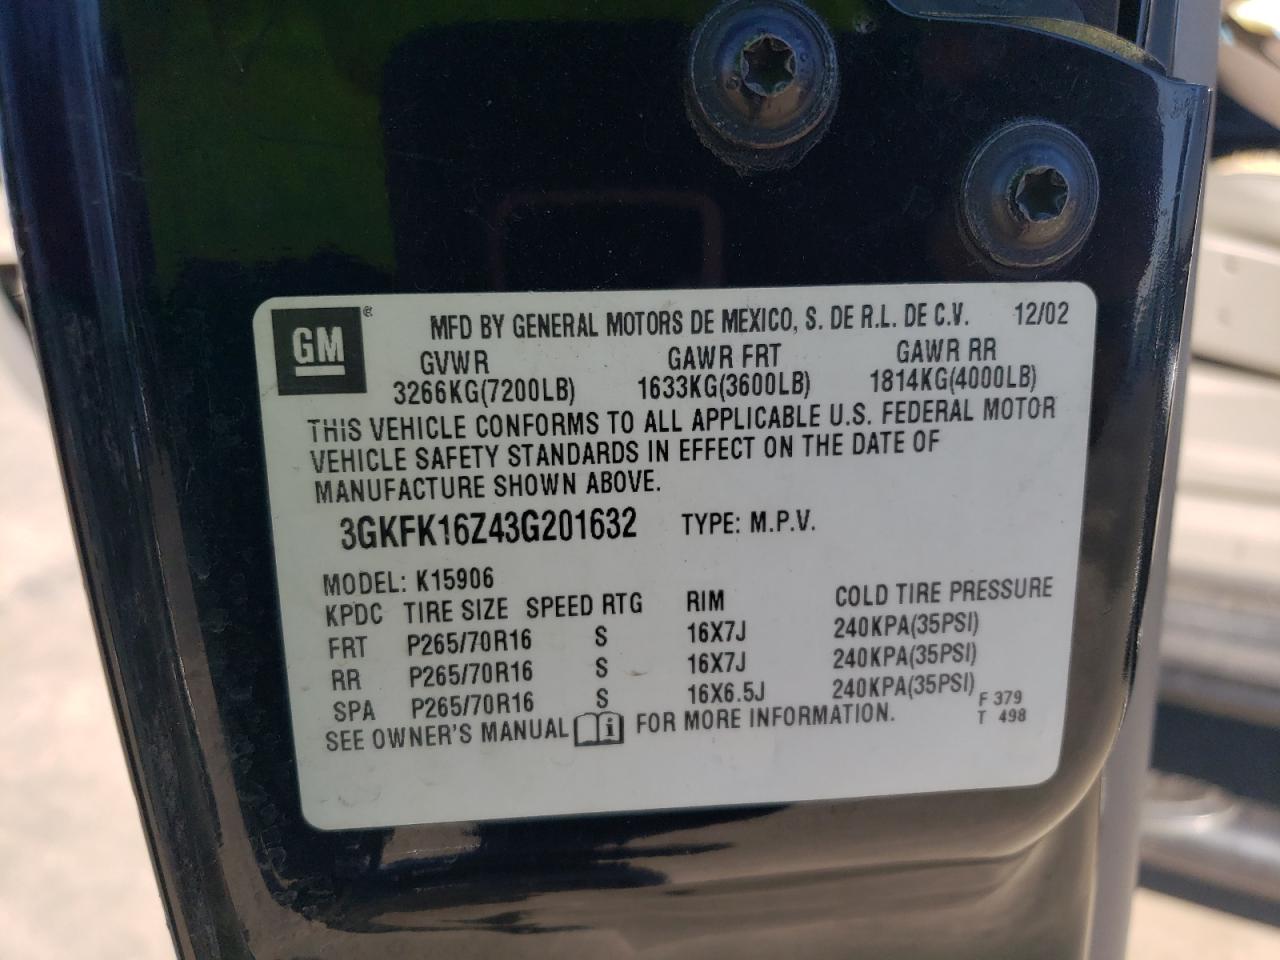 GM ® MFD BY GENERAL MOTORS DE MEXICO, S. DE R.L. DE C.V. 12/02
GVWR GAWR FRT GAWR RR
3266KG(7200LB) 1633KG(3600LB) 1814KG(4000LB)
THIS VEHICLE CONFORMS TO ALL APPLICABLE U.S. FEDERAL MOTOR
VEHICLE SAFETY STANDARDS IN EFFECT ON THE DATE OF
MANUFACTURE SHOWN ABOVE.
3GKFK16Z43G201632 TYPE: M.P.V.
MODEL: K15906
KPDC TIRE SIZE SPEED RTG RIM COLD TIRE PRESSURE
FRT P265/70R16 S 16X7J 240KPA(35PSI)
RR P265/70R16 S 16X7J 240KPA(35PSI)
SPA P265/70R16 S 16X6.5J 240KPA(35PSI) F 379
SEE OWNER'S MANUAL i FOR MORE INFORMATION. T 498